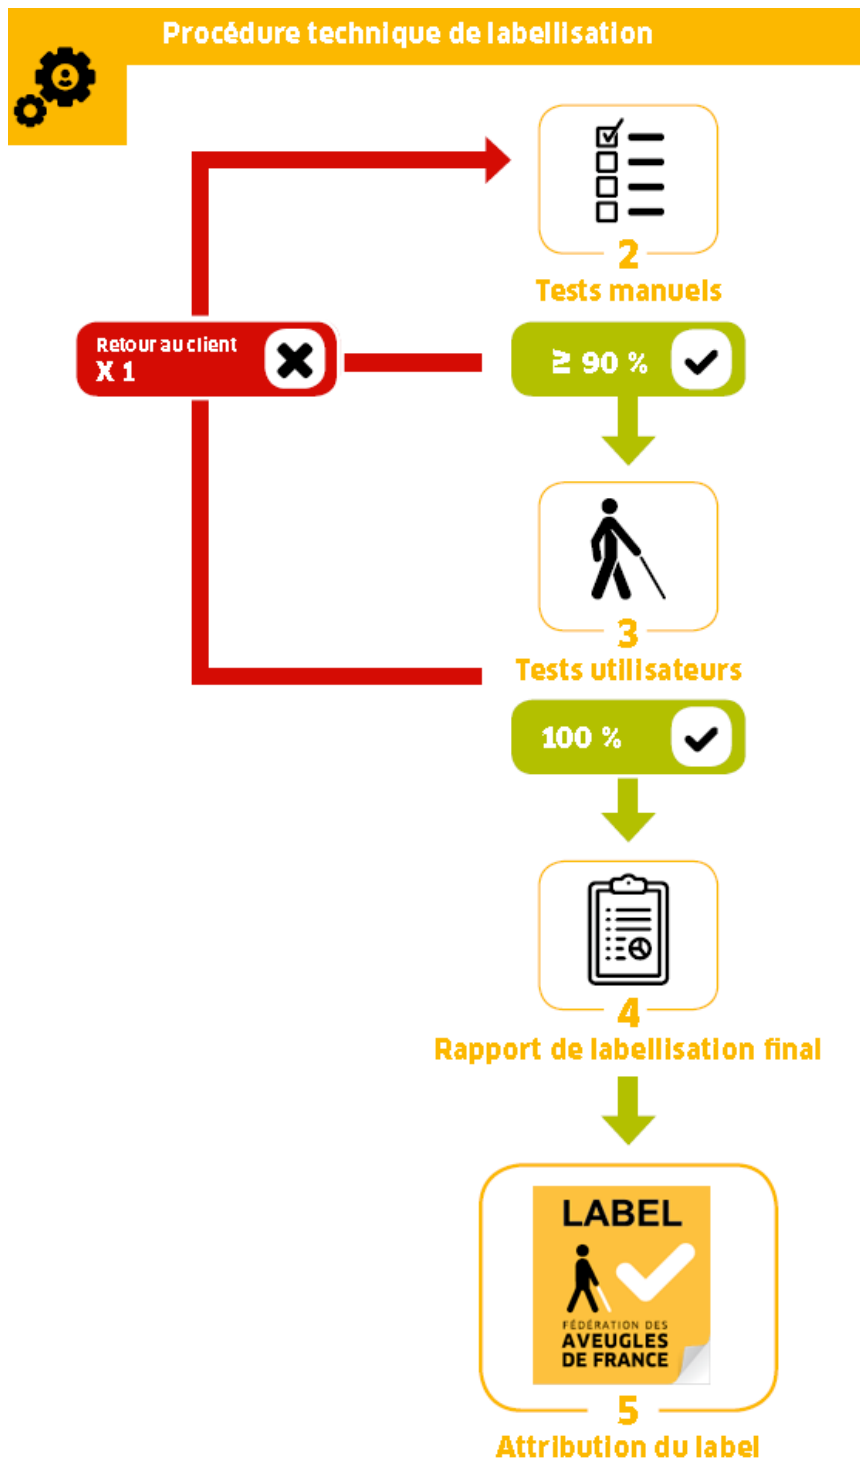 Procédure technique de labellisation
2
Tests manuels
Retour au client
X 1
≥ 90 %
3
Tests utilisateurs
100 %
4
Rapport de labellisation final
LABEL
FÉDÉRATION DES
AVEUGLES
DE FRANCE
5
Attribution du label